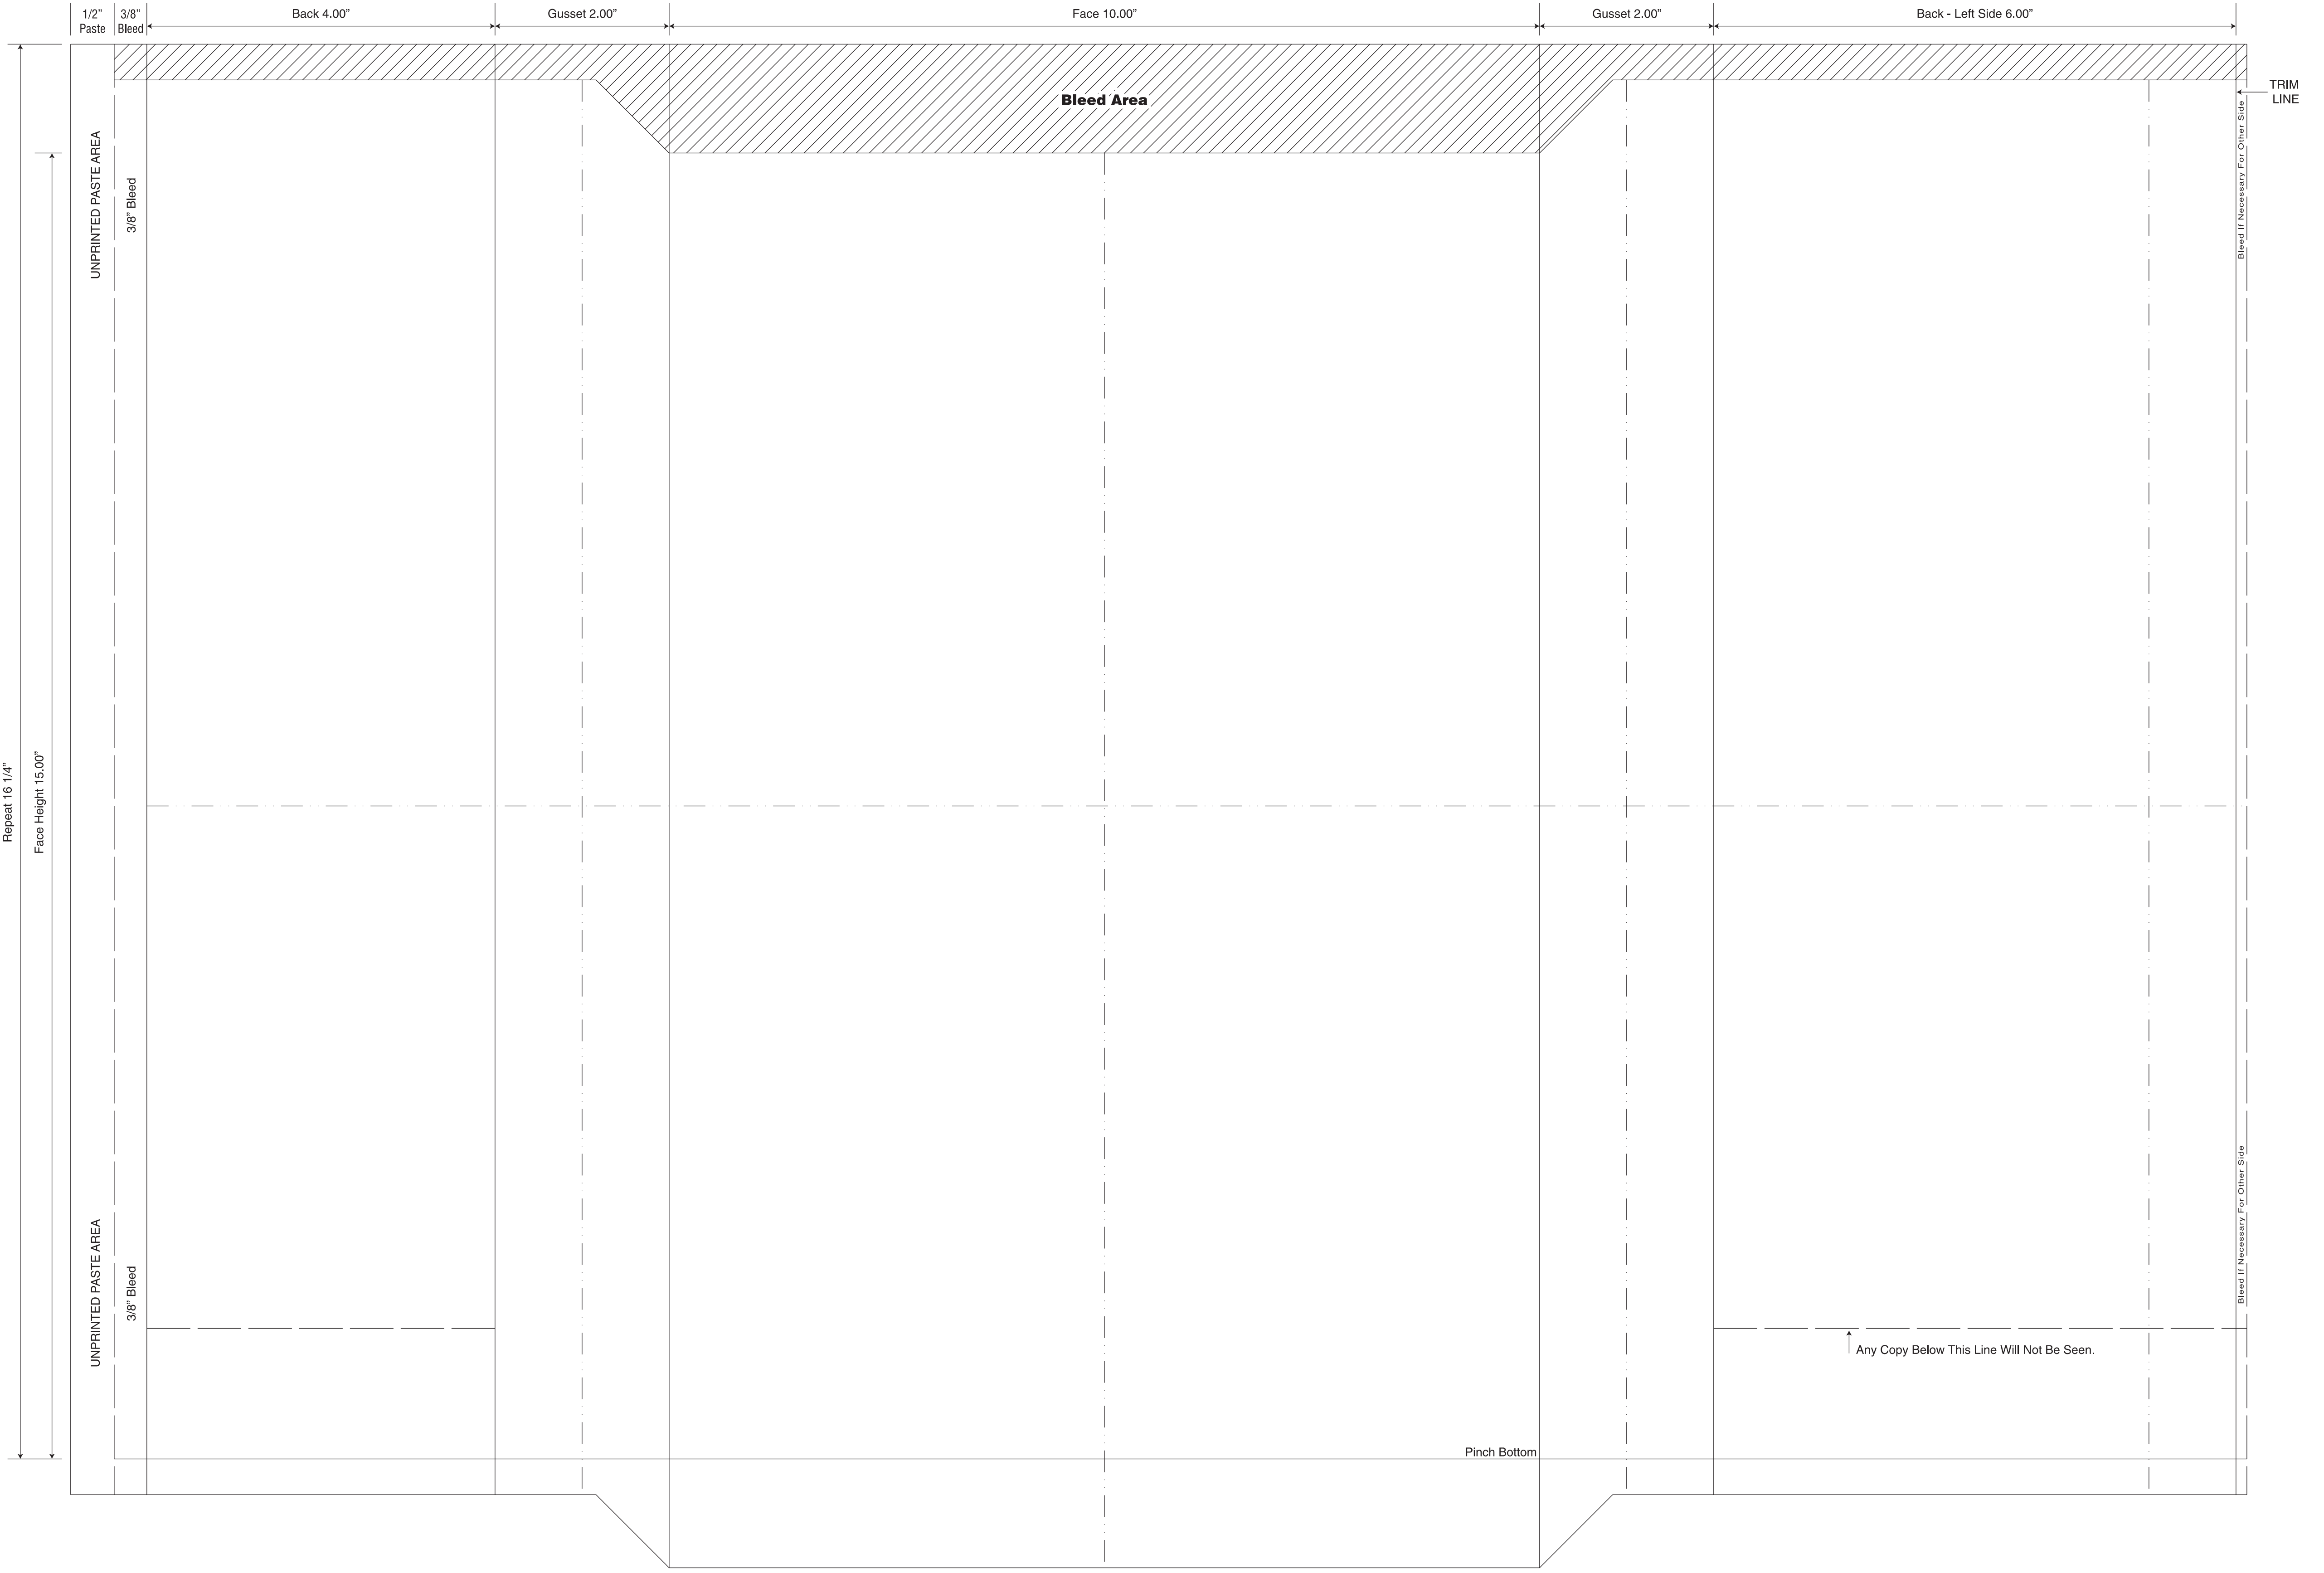 1/2”
Paste
3/8”
Bleed
Back 4.00”
Gusset 2.00”
Face 10.00”
Gusset 2.00”
Back - Left Side 6.00”
Bleed Area
TRIM
LINE
UNPRINTED PASTE AREA
3/8” Bleed
Bleed If Necessary For Other Side
Repeat 16 1/4”
Face Height 15.00”
UNPRINTED PASTE AREA
3/8” Bleed
Bleed If Necessary For Other Side
Any Copy Below This Line Will Not Be Seen.
Pinch Bottom